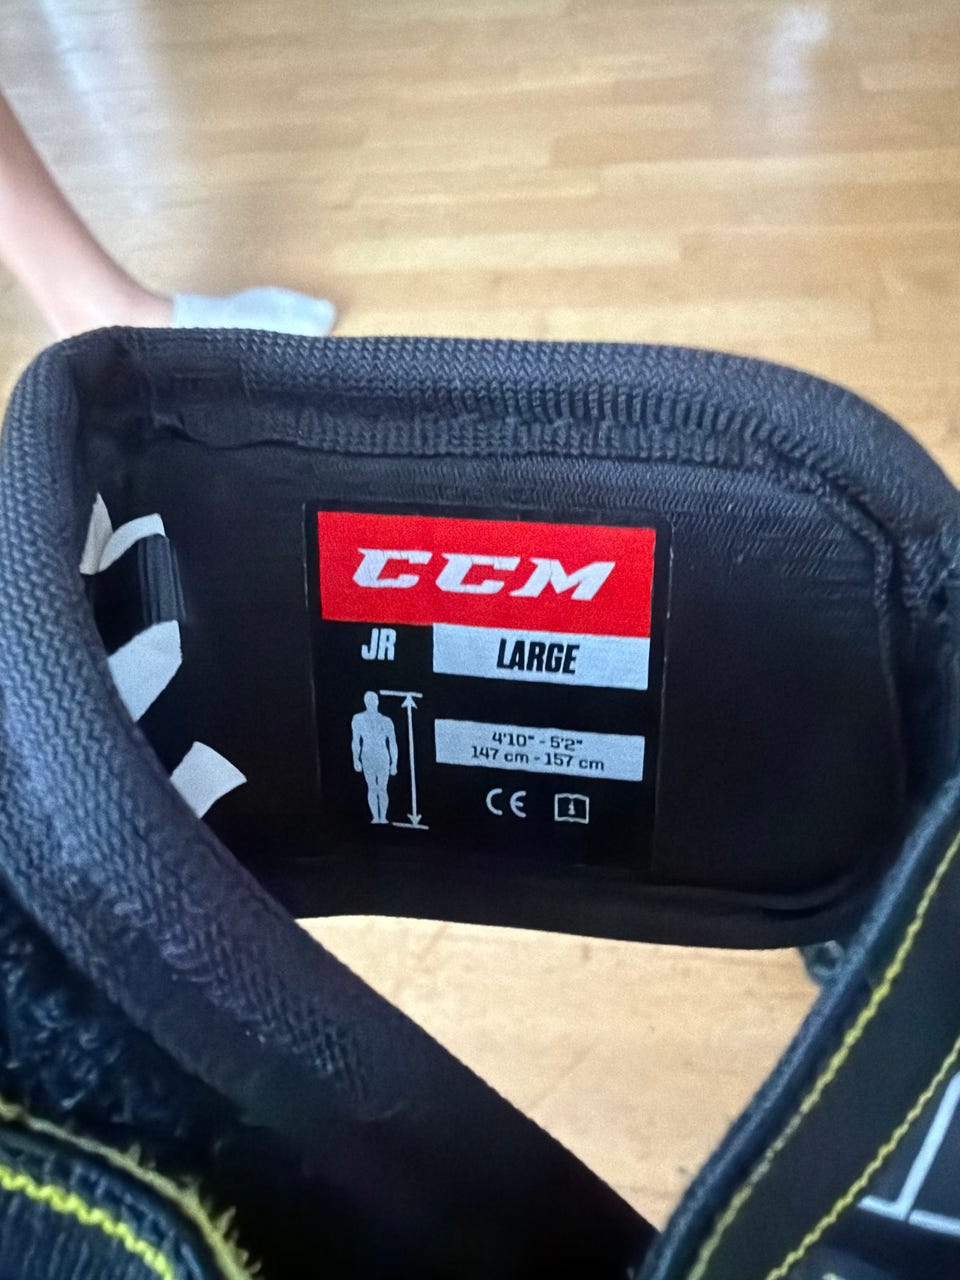 CCM
JR LARGE
4'10" - 5'2"
147 cm - 157 cm
CE